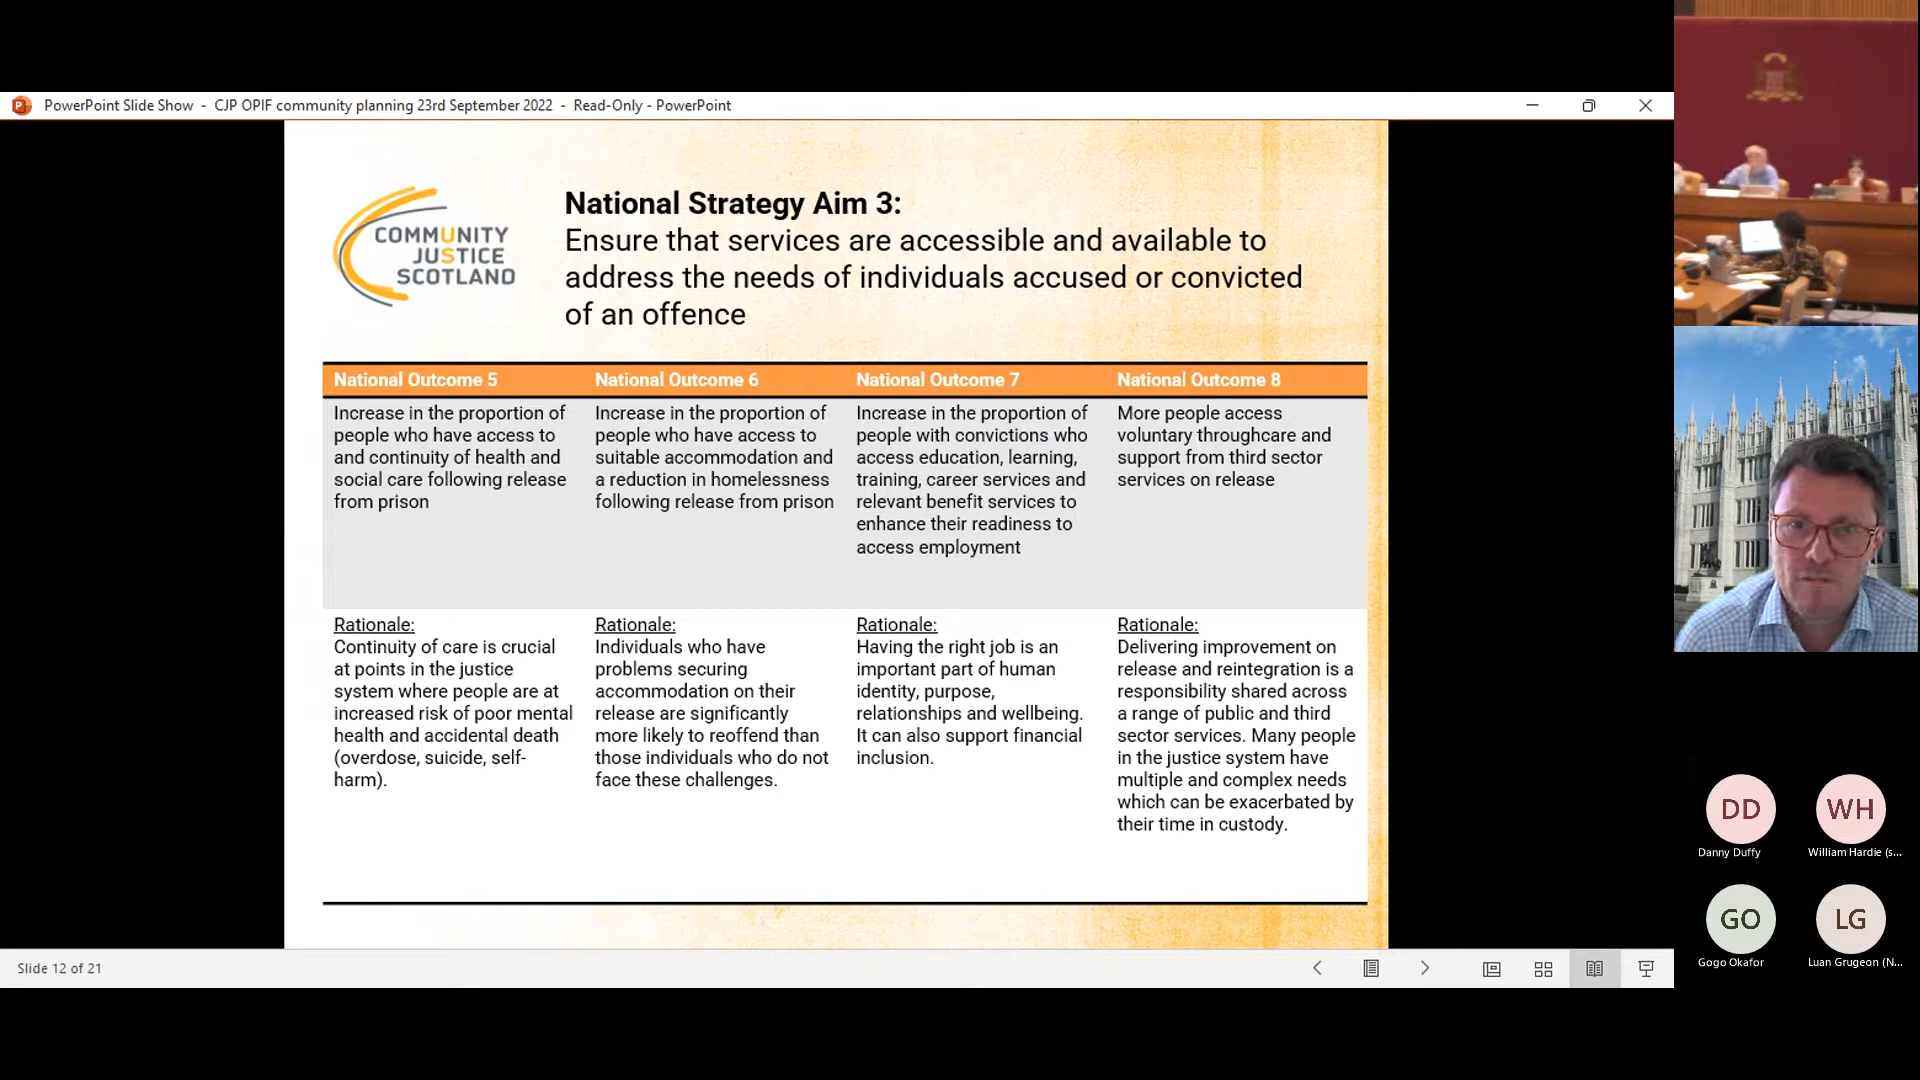 PowerPoint Slide Show - CJP OPIF community planning 23rd September 2022 - Read-Only - PowerPoint
COMMUNITY
JUSTICE
SCOTLAND
National Strategy Aim 3:
Ensure that services are accessible and available to
address the needs of individuals accused or convicted
of an offence
National Outcome 5
Increase in the proportion of
people who have access to
and continuity of health and
social care following release
from prison
Rationale:
Continuity of care is crucial
at points in the justice
system where people are at
increased risk of poor mental
health and accidental death
(overdose, suicide, self-
harm).
National Outcome 6
Increase in the proportion of
people who have access to
suitable accommodation and
a reduction in homelessness
following release from prison
Rationale:
Individuals who have
problems securing
accommodation on their
release are significantly
more likely to reoffend than
those individuals who do not
face these challenges.
National Outcome 7
Increase in the proportion of
people with convictions who
access education, learning,
training, career services and
relevant benefit services to
enhance their readiness to
access employment
Rationale:
Having the right job is an
important part of human
identity, purpose,
relationships and wellbeing.
It can also support financial
inclusion.
National Outcome 8
More people access
voluntary throughcare and
support from third sector
services on release
Rationale:
Delivering improvement on
release and reintegration is a
responsibility shared across
a range of public and third
sector services. Many people
in the justice system have
multiple and complex needs
which can be exacerbated by
their time in custody.
Slide 12 of 21
DD
Danny Duffy
WH
William Hardie (s...
GO
Gogo Okafor
LG
Luan Grugeon (N...